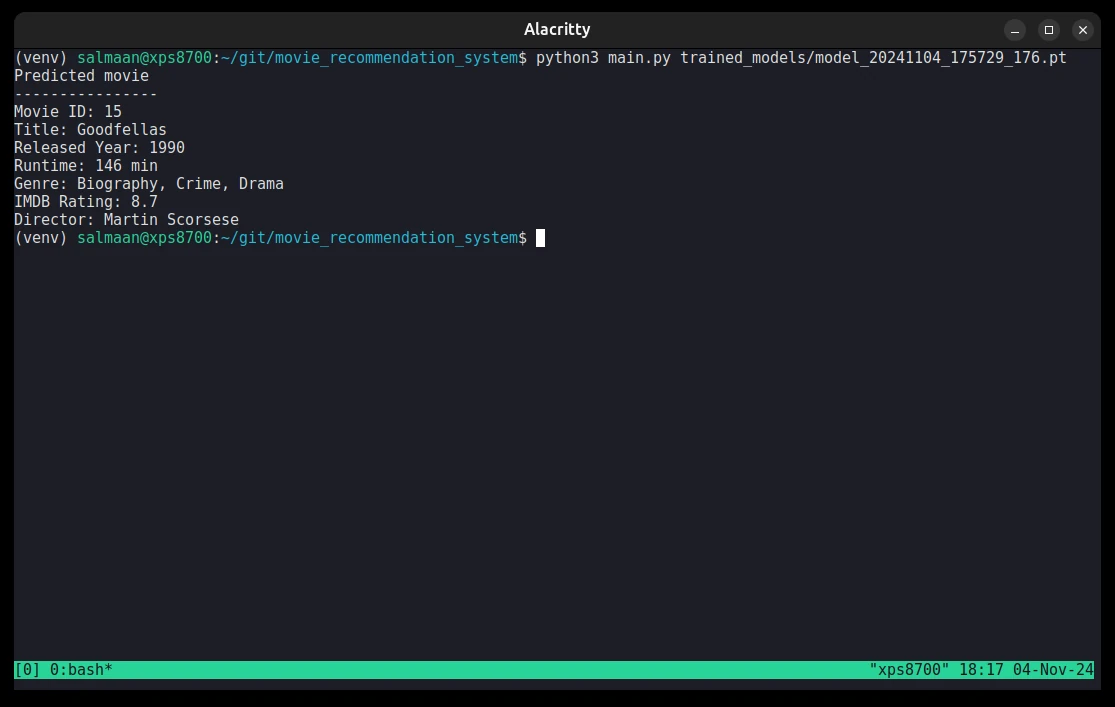 Alacritty
(venv) salmaan@xps8700:~/git/movie_recommendation_system$ python3 main.py trained_models/model_20241104_175729_176.pt
Predicted movie
----------------
Movie ID: 15
Title: Goodfellas
Released Year: 1990
Runtime: 146 min
Genre: Biography, Crime, Drama
IMDB Rating: 8.7
Director: Martin Scorsese
(venv) salmaan@xps8700:~/git/movie_recommendation_system$
[0] 0:bash* "xps8700" 18:17 04-Nov-24